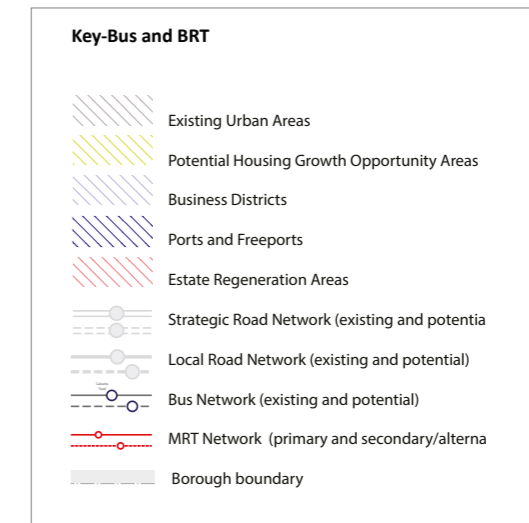 Key-Bus and BRT
Existing Urban Areas
Potential Housing Growth Opportunity Areas
Business Districts
Ports and Freeports
Estate Regeneration Areas
Strategic Road Network (existing and potentia
Local Road Network (existing and potential)
Bus Network (existing and potential)
MRT Network (primary and secondary/alterna
Borough boundary